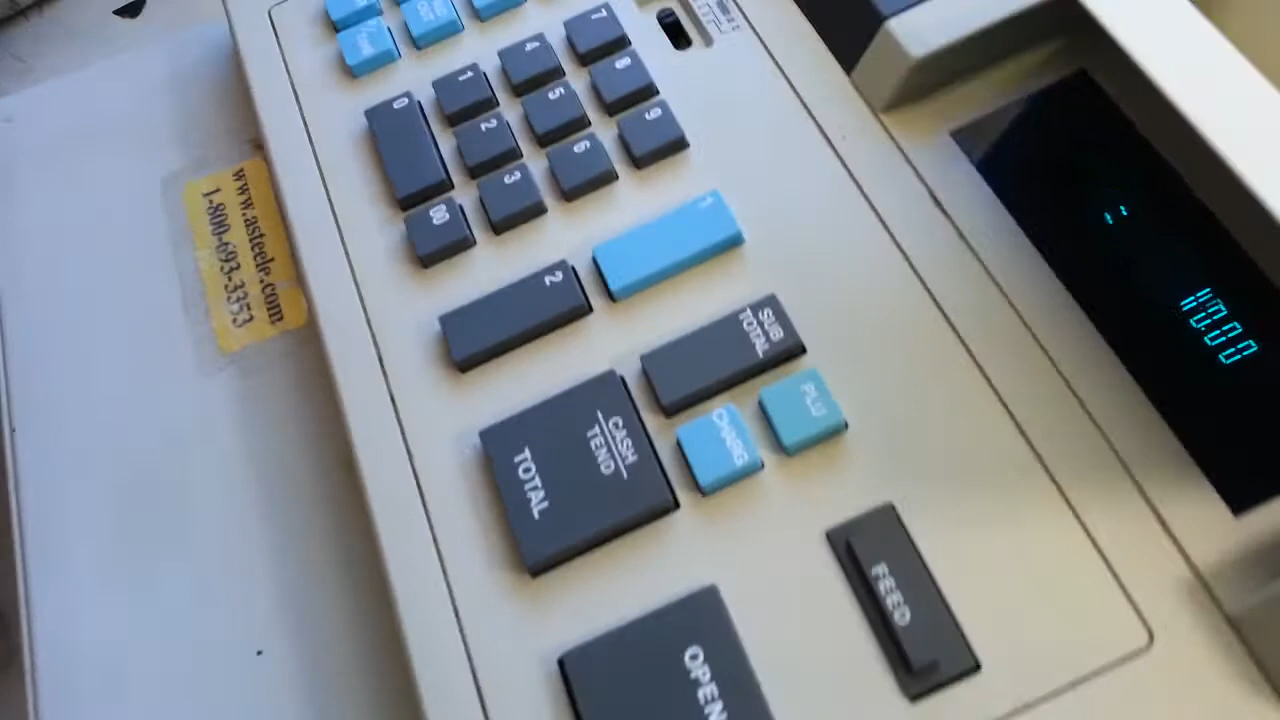 7
4
8
1
5
9
0
2
6
3
00
1
2
SUB
TOTAL
PLU
CHARG
CASH
TEND
TOTAL
FEED
OPEN
www.asteele.com
1-800-693-3353